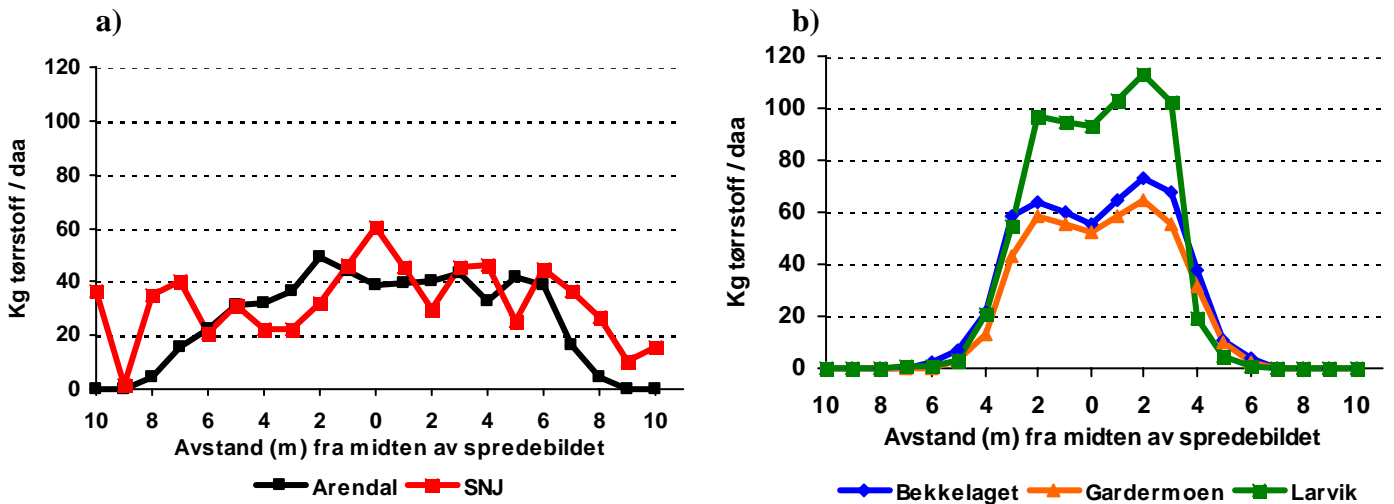 a)
Kg tørrstoff / daa
120
100
80
60
40
20
0
10 8 6 4 2 0 2 4 6 8 10
Avstand (m) fra midten av spredebildet
Arendal SNJ
b)
Kg tørrstoff / daa
120
100
80
60
40
20
0
10 8 6 4 2 0 2 4 6 8 10
Avstand (m) fra midten av spredebildet
Bekkelaget Gardermoen Larvik